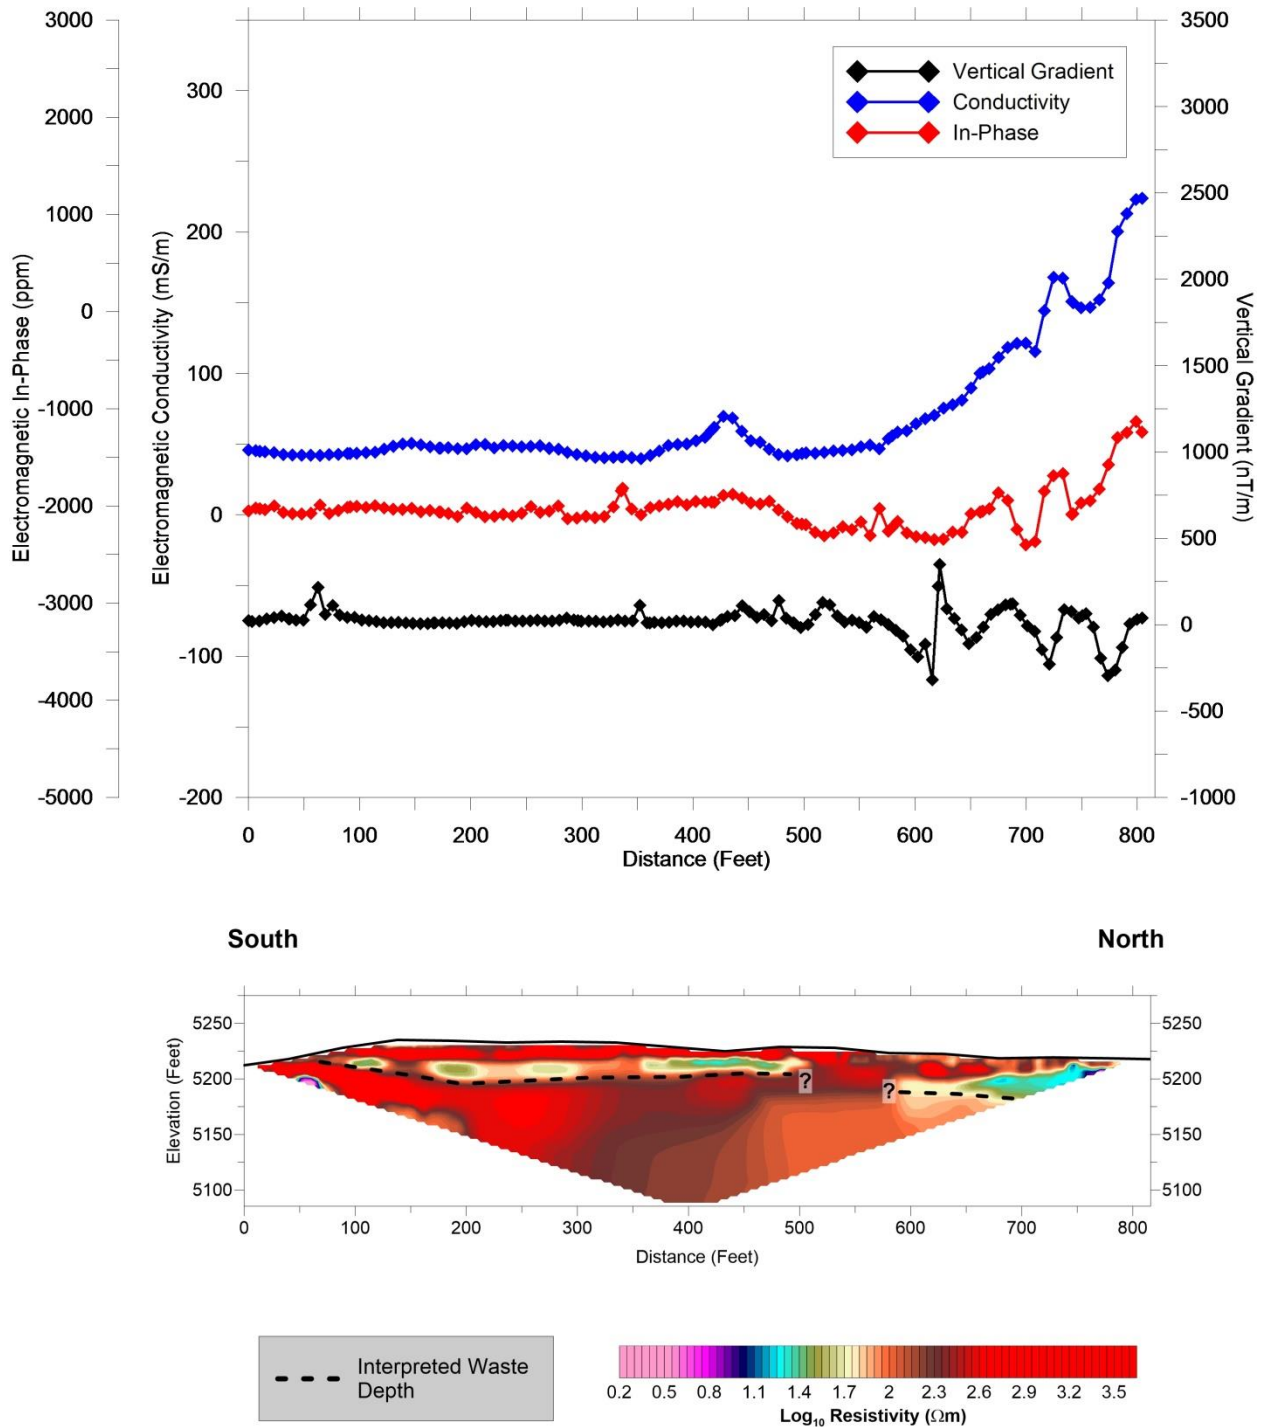 3000
2000
1000
0
-1000
-2000
-3000
-4000
-5000
Electromagnetic In-Phase (ppm)
300
200
100
0
-100
-200
Electromagnetic Conductivity (mS/m)
Vertical Gradient
Conductivity
In-Phase
3500
3000
2500
2000
1500
1000
500
0
-500
-1000
Vertical Gradient (nT/m)
0 100 200 300 400 500 600 700 800
Distance (Feet)
South North
5250
5200
5150
5100
Elevation (Feet)
? ?
5250
5200
5150
5100
0 100 200 300 400 500 600 700 800
Distance (Feet)
Interpreted Waste
Depth
0.2 0.5 0.8 1.1 1.4 1.7 2 2.3 2.6 2.9 3.2 3.5
Log₁₀ Resistivity (Ωm)